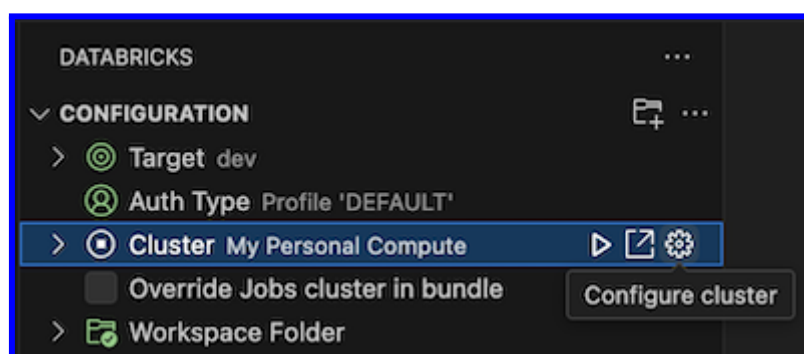 DATABRICKS
CONFIGURATION
Target dev
Auth Type Profile 'DEFAULT'
Cluster My Personal Compute
Override Jobs cluster in bundle
Configure cluster
Workspace Folder